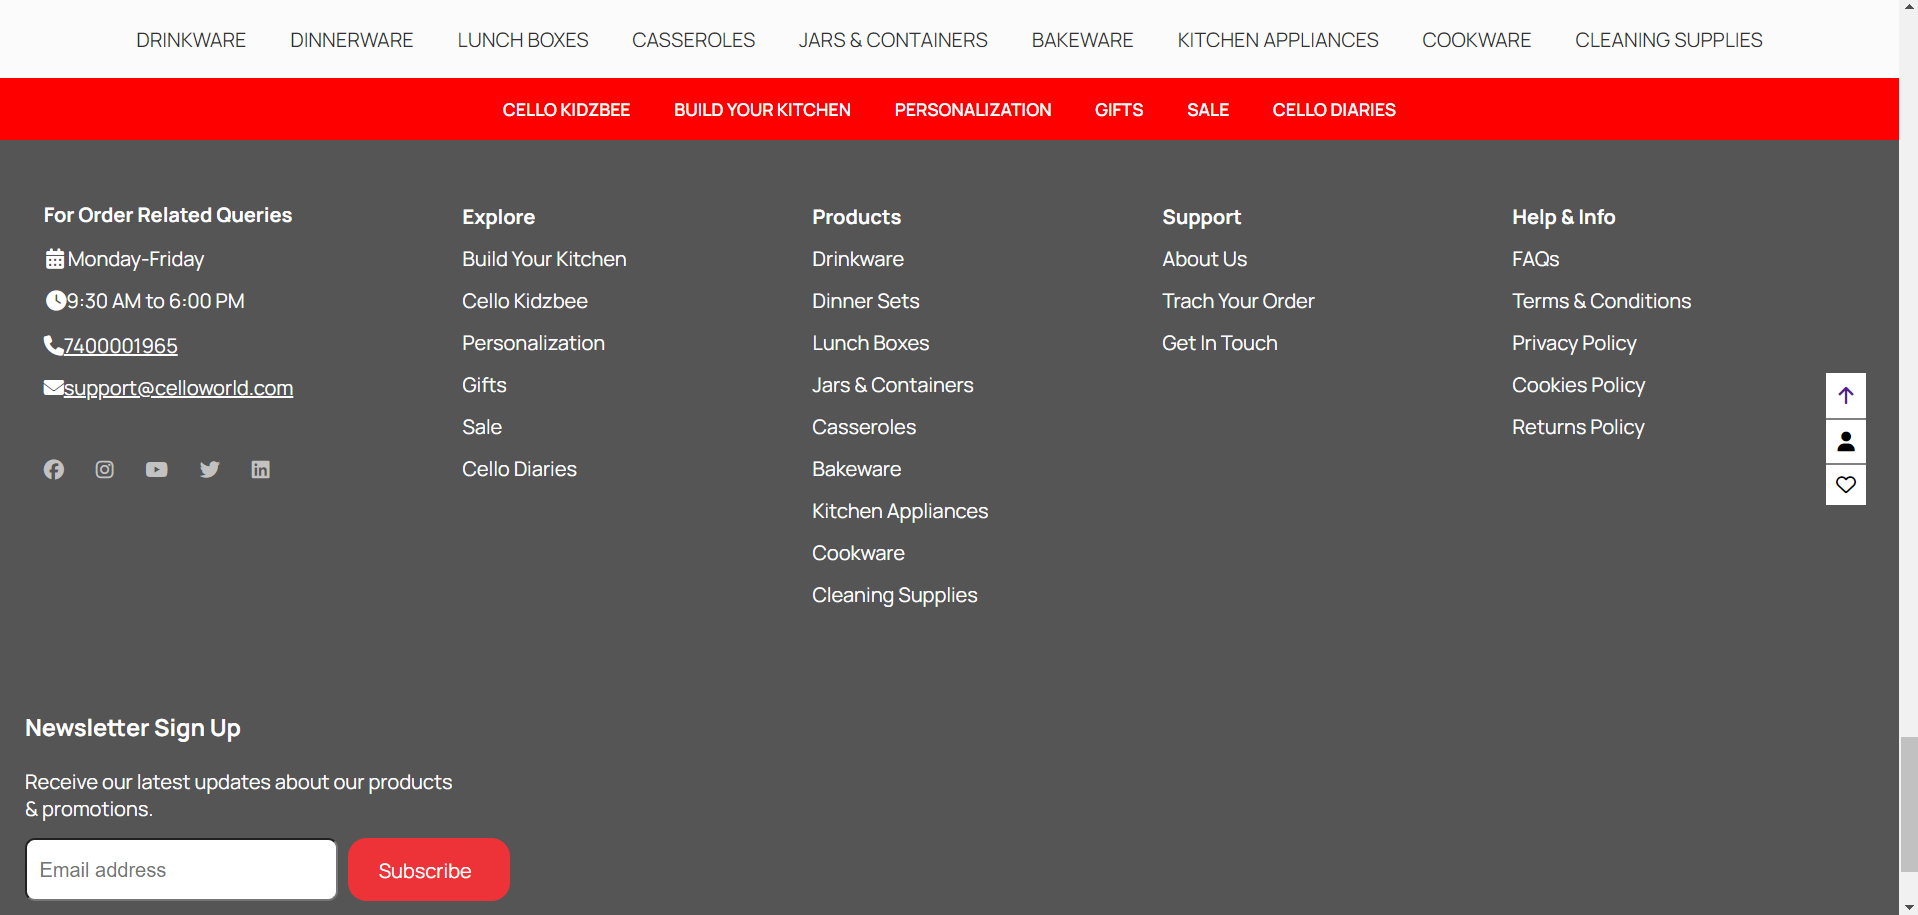 DRINKWARE DINNERWARE LUNCH BOXES CASSEROLES JARS & CONTAINERS BAKEWARE KITCHEN APPLIANCES COOKWARE CLEANING SUPPLIES
CELLO KIDZBEE BUILD YOUR KITCHEN PERSONALIZATION GIFTS SALE CELLO DIARIES
For Order Related Queries
Monday-Friday
9:30 AM to 6:00 PM
7400001965
support@celloworld.com
Explore
Build Your Kitchen
Cello Kidzbee
Personalization
Gifts
Sale
Cello Diaries
Products
Drinkware
Dinner Sets
Lunch Boxes
Jars & Containers
Casseroles
Bakeware
Kitchen Appliances
Cookware
Cleaning Supplies
Support
About Us
Trach Your Order
Get In Touch
Help & Info
FAQs
Terms & Conditions
Privacy Policy
Cookies Policy
Returns Policy
Newsletter Sign Up
Receive our latest updates about our products
& promotions.
Email address
Subscribe